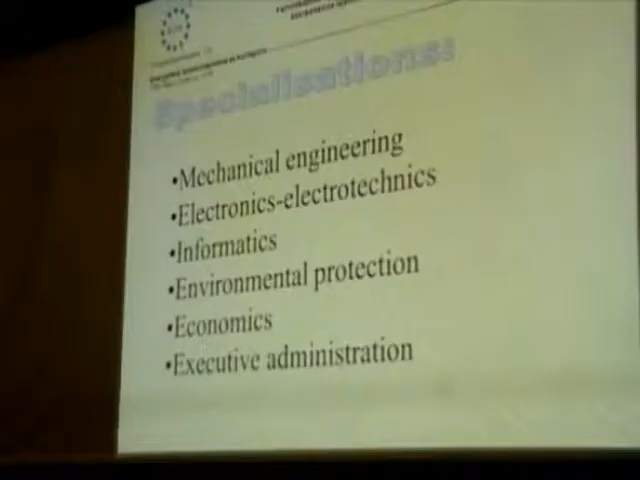 Specialisations:
•Mechanical engineering
•Electronics-electrotechnics
•Informatics
•Environmental protection
•Economics
•Executive administration